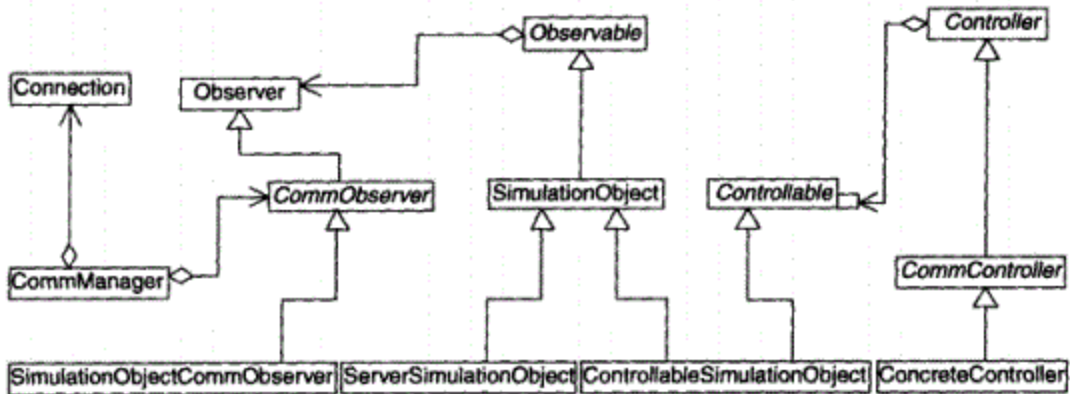 Observable
Controller
Connection
Observer
CommObserver
SimulationObject
Controllable
CommManager
CommController
SimulationObjectCommObserver
ServerSimulationObject
ControllableSimulationObject
ConcreteController